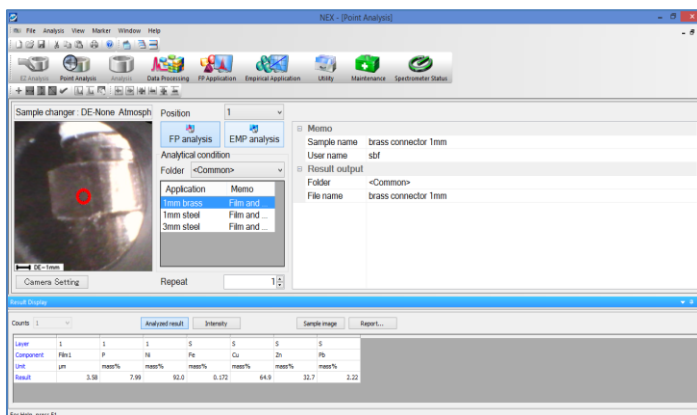 NEX - [Point Analysis]
File Analysis View Marker Window Help
EZ Analysis Point Analysis Analysis Data Processing FP Application Empirical Application Utility Maintenance Spectrometer Status
Sample changer : DE-None Atmosph
Position 1
FP analysis EMP analysis
Analytical condition
Folder <Common>
Application Memo
1mm brass Film and ...
1mm steel Film and ...
3mm steel Film and ...
DE - 1mm
Camera Setting
Repeat 1
Memo
Sample name brass connector 1mm
User name sbf
Result output
Folder <Common>
File name brass connector 1mm
Result Display
Counts 1 Analyzed result Intensity Sample image Report...
Layer 1 1 1 S S S S
Component Film1 P Ni Fe Cu Zn Pb
Unit µm mass% mass% mass% mass% mass% mass%
Result 3.58 7.99 92.0 0.172 64.9 32.7 2.22
For Help, press F1